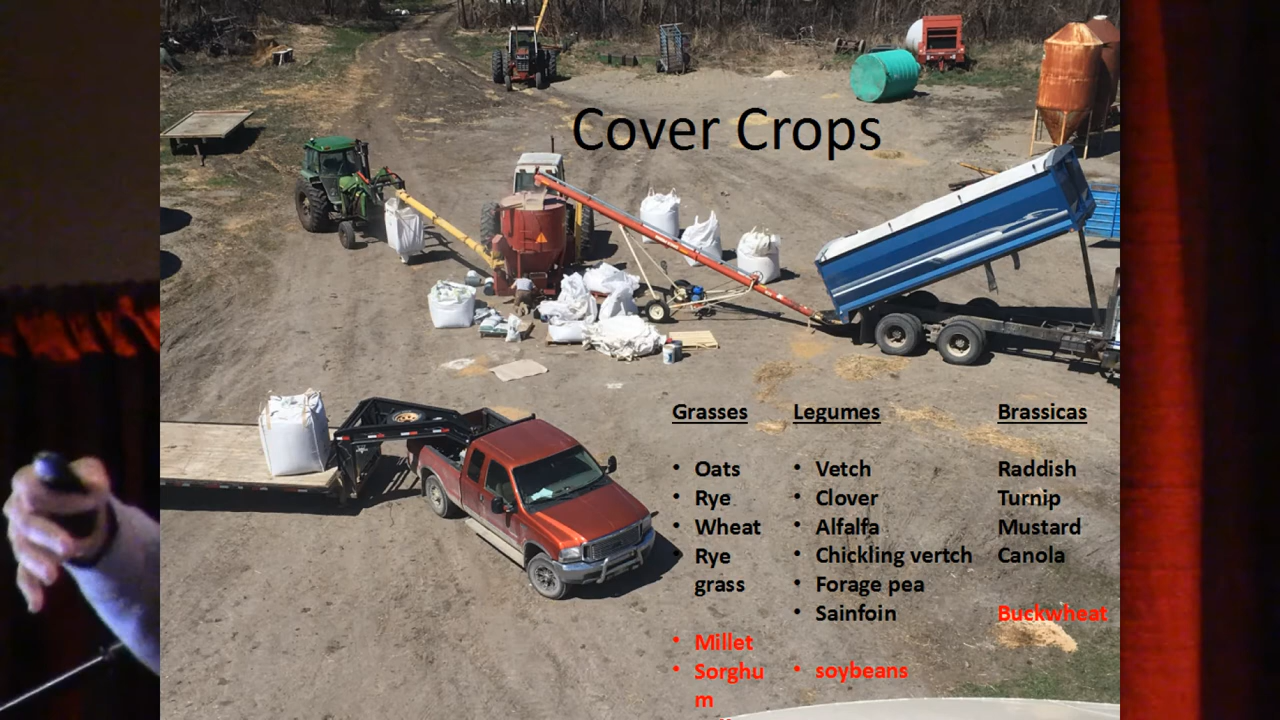 Cover Crops
Grasses
Oats
Rye
Wheat
Rye
grass
Millet
Sorghu
m
Legumes
Vetch
Clover
Alfalfa
Chickling vertch
Forage pea
Sainfoin
soybeans
Brassicas
Raddish
Turnip
Mustard
Canola
Buckwheat